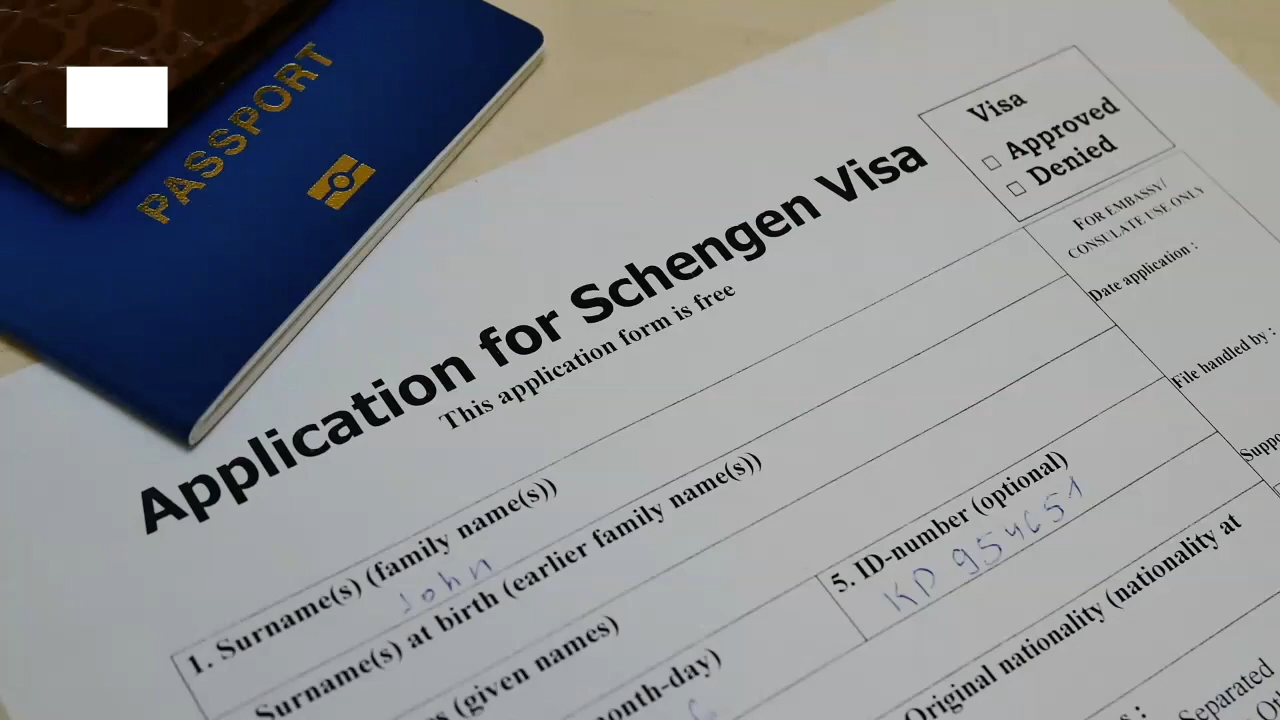 PASSPORT
Visa
Approved
Denied
FOR EMBASSY/
CONSULATE USE ONLY
Date application :
File handled by :
Application for Schengen Visa
This application form is free
1. Surname(s) (family name(s))
John
Surname(s) at birth (earlier family name(s))
(given names)
5. ID-number (optional)
KP 954651
Original nationality (nationality at
Separated